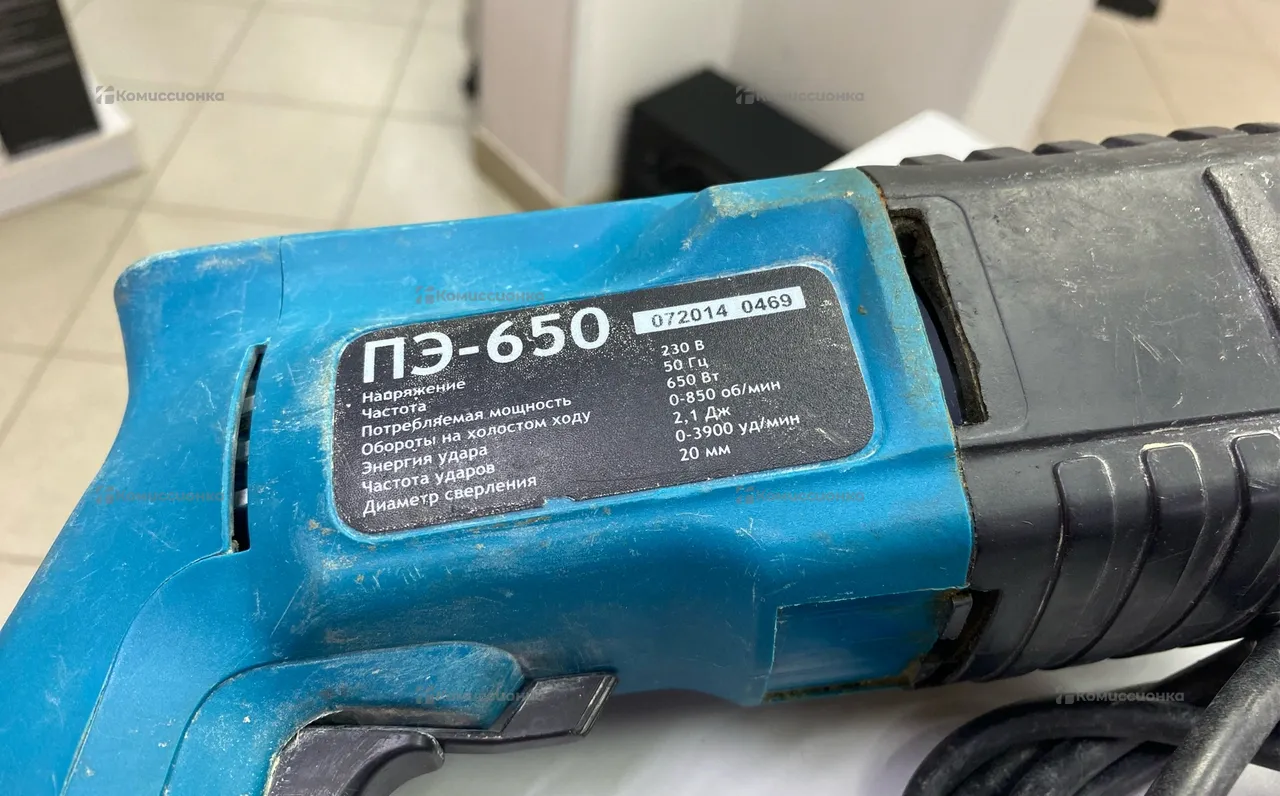 Комиссионка
Комиссионка
Комиссионка
ПЭ-650 072014 0469
Напряжение 230 В
Частота 50 Гц
Потребляемая мощность 650 Вт
Обороты на холостом ходу 0-850 об/мин
Энергия удара 2,1 Дж
Частота ударов 0-3900 уд/мин
Диаметр сверления 20 мм
Комиссионка
Комиссионка
Комиссионка
Комиссионка